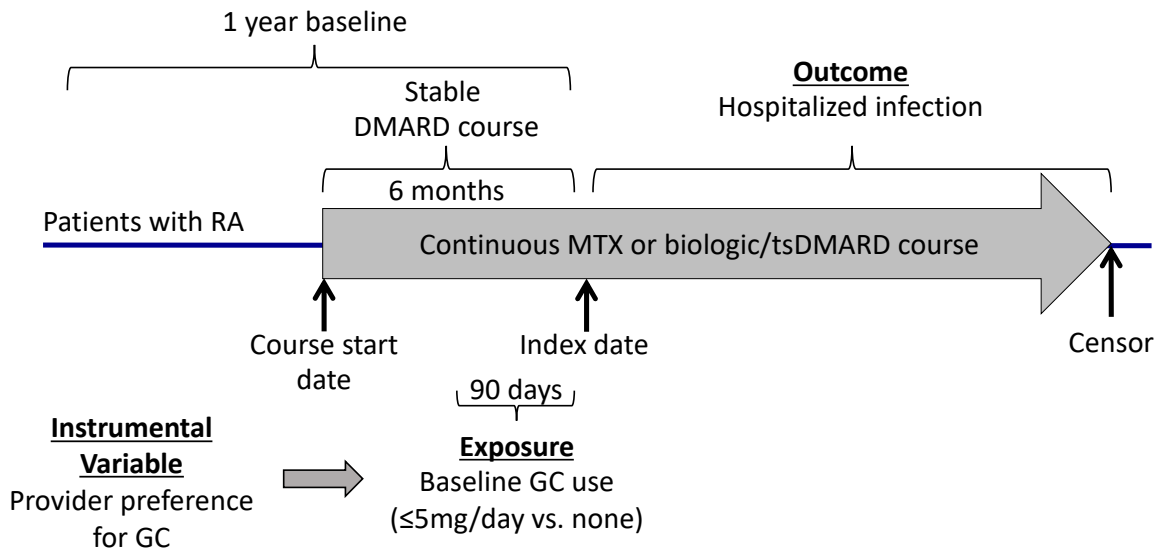 1 year baseline
Stable
DMARD course
6 months
Outcome
Hospitalized infection
Patients with RA
Continuous MTX or biologic/tsDMARD course
Course start
date
Index date
Censor
90 days
Instrumental
Variable
Provider preference
for GC
Exposure
Baseline GC use
(≤5mg/day vs. none)